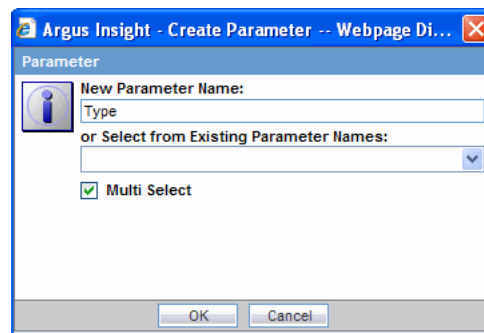 Argus Insight - Create Parameter -- Webpage Di...
Parameter
New Parameter Name:
Type
or Select from Existing Parameter Names:
Multi Select
OK
Cancel